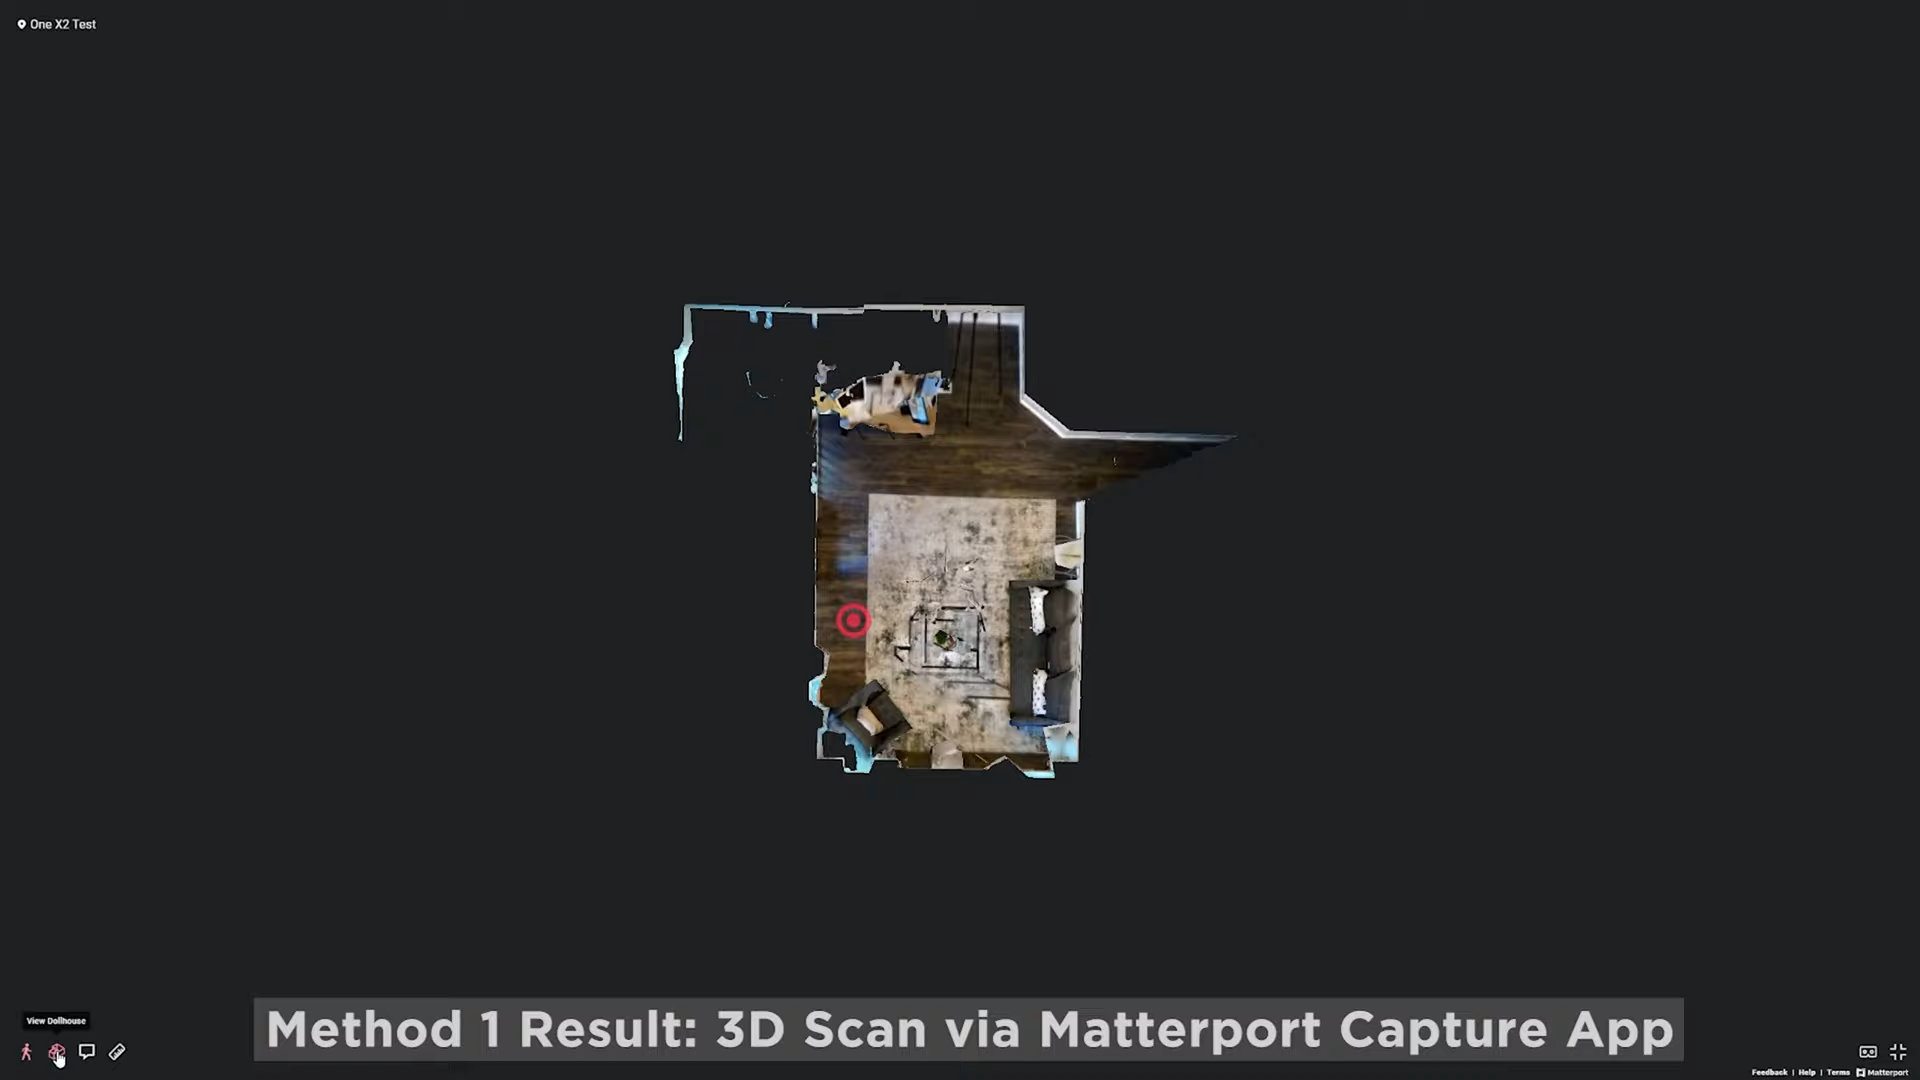 One X2 Test
View Dollhouse
Method 1 Result: 3D Scan via Matterport Capture App
Feedback | Help | Terms Matterport